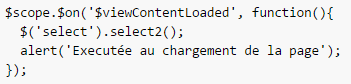 $scope.$on('$viewContentLoaded', function(){
  $('select').select2();
  alert('Executée au chargement de la page');
});